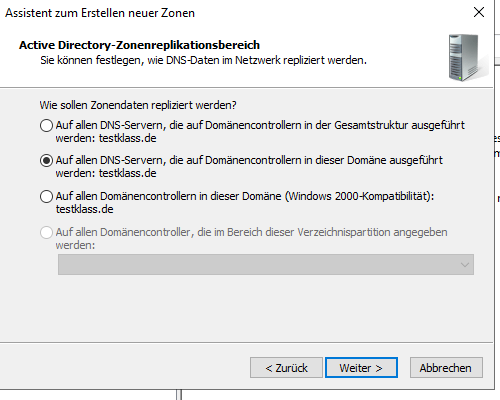 Assistent zum Erstellen neuer Zonen
Active Directory-Zonenreplikationsbereich
Sie können festlegen, wie DNS-Daten im Netzwerk repliziert werden.
Wie sollen Zonendaten repliziert werden?
Auf allen DNS-Servern, die auf Domänencontrollern in der Gesamtstruktur ausgeführt
werden: testklass.de
Auf allen DNS-Servern, die auf Domänencontrollern in dieser Domäne ausgeführt
werden: testklass.de
Auf allen Domänencontrollern in dieser Domäne (Windows 2000-Kompatibilität):
testklass.de
Auf allen Domänencontroller, die im Bereich dieser Verzeichnispartition angegeben
werden:
< Zurück
Weiter >
Abbrechen